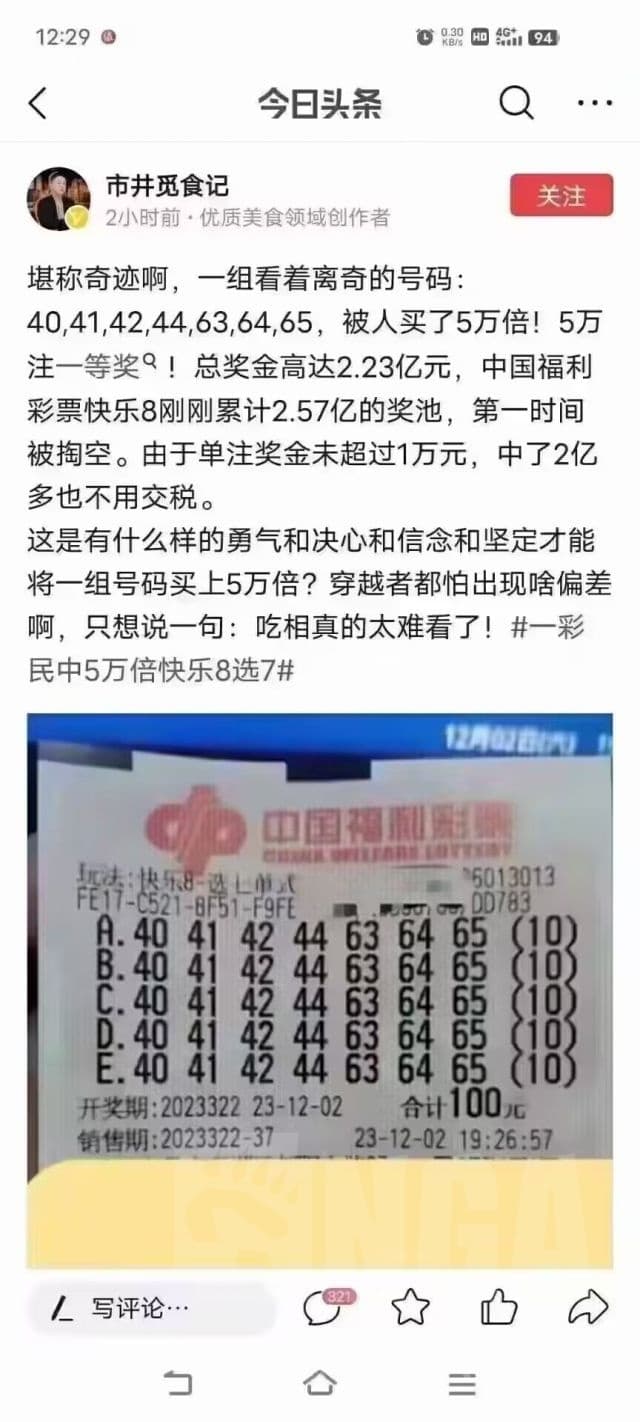 12:29
0.30 KB/s HD 4G+ 94
今日头条
市井觅食记
关注
2小时前 · 优质美食领域创作者
堪称奇迹啊，一组看着离奇的号码：
40,41,42,44,63,64,65，被人买了5万倍！5万
注一等奖！总奖金高达2.23亿元，中国福利
彩票快乐8刚刚累计2.57亿的奖池，第一时间
被掏空。由于单注奖金未超过1万元，中了2亿
多也不用交税。
这是有什么样的勇气和决心和信念和坚定才能
将一组号码买上5万倍？穿越者都怕出现啥偏差
啊，只想说一句：吃相真的太难看了！#一彩
民中5万倍快乐8选7#
12月02日(六)
中国福利彩票
CHINA WELFARE LOTTERY
玩法:快乐8-选七单式
6013013
FE17-C521-8F51-F9FE
DD783
A.40 41 42 44 63 64 65 (10)
B.40 41 42 44 63 64 65 (10)
C.40 41 42 44 63 64 65 (10)
D.40 41 42 44 63 64 65 (10)
E.40 41 42 44 63 64 65 (10)
开奖期:2023322 23-12-02 合计100元
销售期:2023322-37 23-12-02 19:26:57
NGA
写评论…
321